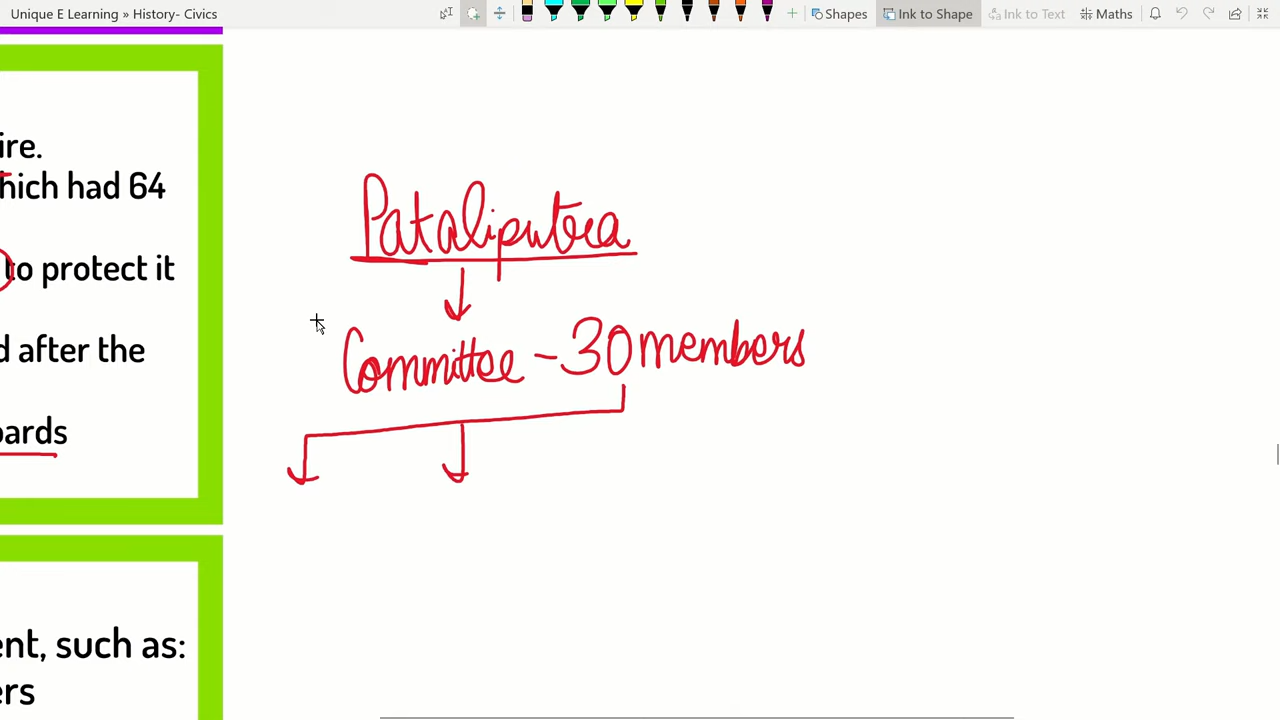 Unique E Learning » History- Civics
Shapes
Ink to Shape
Ink to Text
Maths
ire.
hich had 64
to protect it
d after the
oards
ent, such as:
ers
Pataliputra
Committee - 30 members